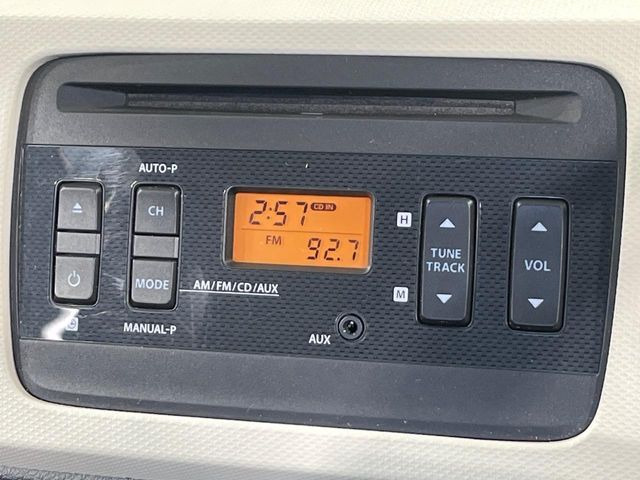 AUTO-P
CH
MODE
MANUAL-P
AM/FM/CD/AUX
2:57 CD IN
FM 92.7
AUX
H
M
TUNE
TRACK
VOL